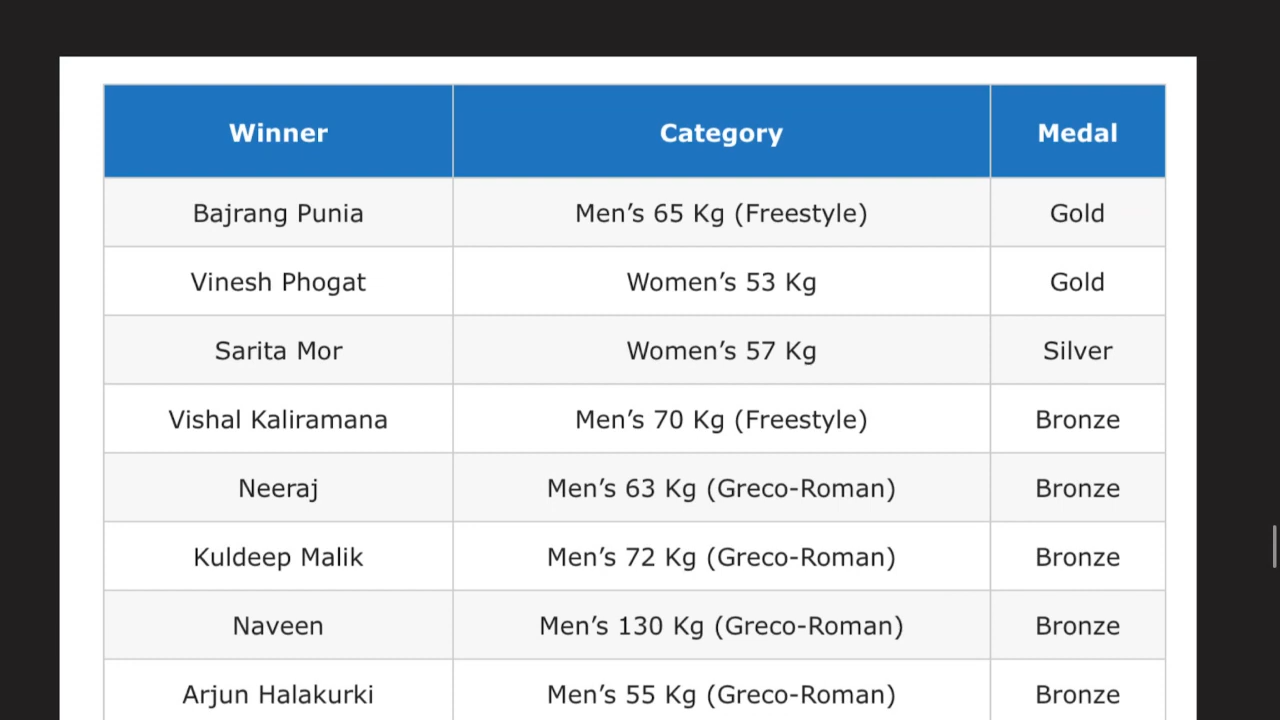 Winner Category Medal
Bajrang Punia Men’s 65 Kg (Freestyle) Gold
Vinesh Phogat Women’s 53 Kg Gold
Sarita Mor Women’s 57 Kg Silver
Vishal Kaliramana Men’s 70 Kg (Freestyle) Bronze
Neeraj Men’s 63 Kg (Greco-Roman) Bronze
Kuldeep Malik Men’s 72 Kg (Greco-Roman) Bronze
Naveen Men’s 130 Kg (Greco-Roman) Bronze
Arjun Halakurki Men’s 55 Kg (Greco-Roman) Bronze